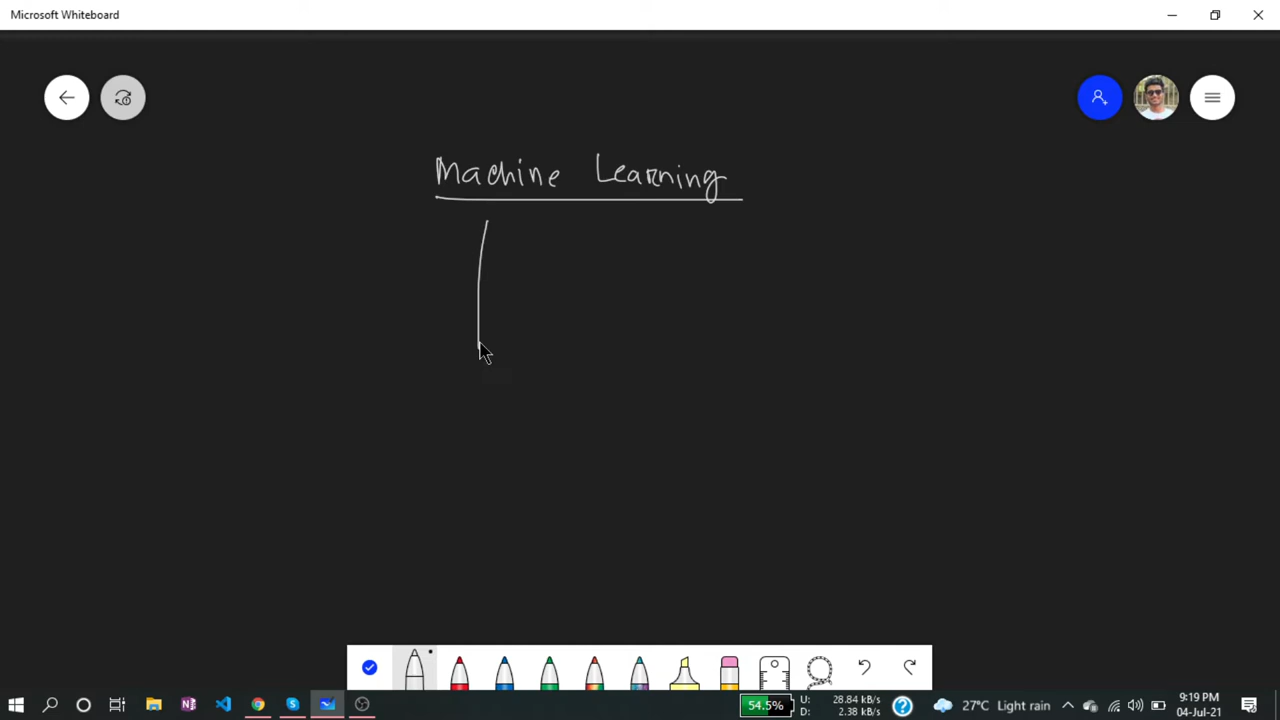 Microsoft Whiteboard
Machine Learning
54.5%
U: 28.84 kB/s
D: 2.38 kB/s
27°C Light rain
9:19 PM
04-Jul-21